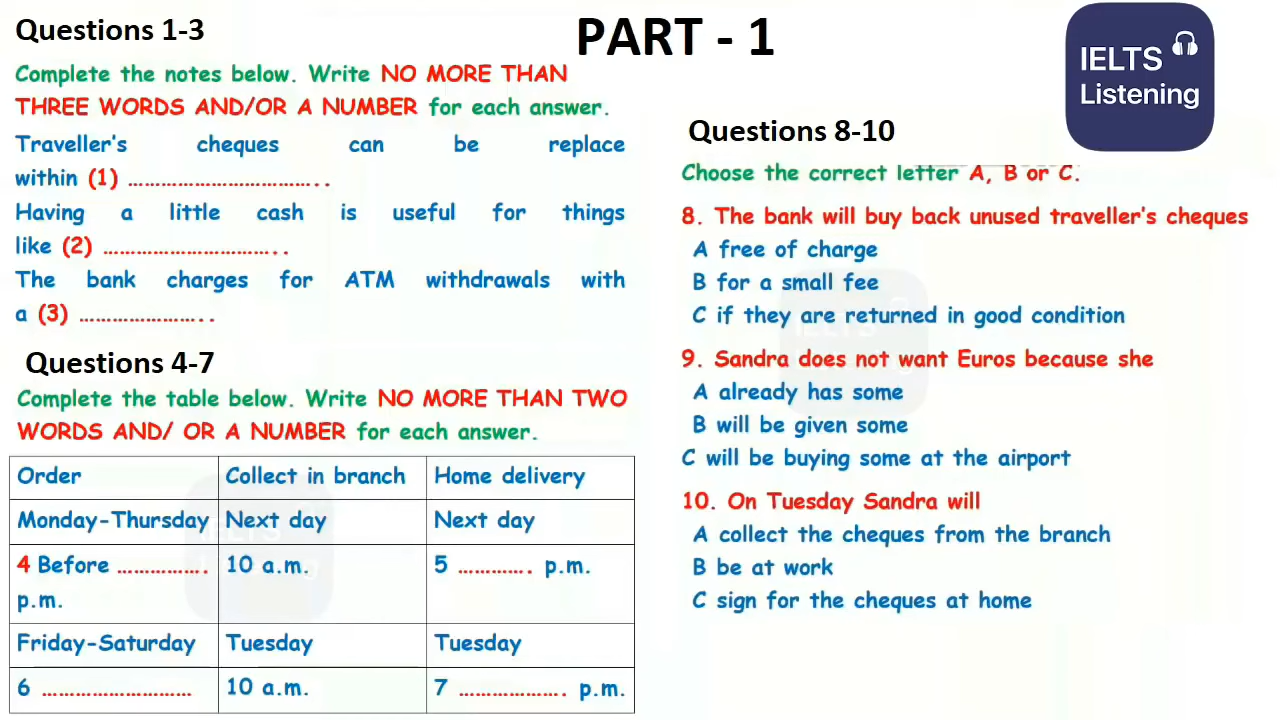 PART - 1
IELTS
Listening
Questions 1-3
Complete the notes below. Write NO MORE THAN
THREE WORDS AND/OR A NUMBER for each answer.
Traveller's cheques can be replace
within (1) ……………………………..
Having a little cash is useful for things
like (2) …………………………..
The bank charges for ATM withdrawals with
a (3) …………………..
Questions 4-7
Complete the table below. Write NO MORE THAN TWO
WORDS AND/ OR A NUMBER for each answer.
Order Collect in branch Home delivery
Monday-Thursday Next day Next day
4 Before ……………. 10 a.m. 5 …………. p.m.
p.m.
Friday-Saturday Tuesday Tuesday
6 ……………………… 10 a.m. 7 ………………. p.m.
Questions 8-10
Choose the correct letter A, B or C.
8. The bank will buy back unused traveller's cheques
A free of charge
B for a small fee
C if they are returned in good condition
9. Sandra does not want Euros because she
A already has some
B will be given some
C will be buying some at the airport
10. On Tuesday Sandra will
A collect the cheques from the branch
B be at work
C sign for the cheques at home